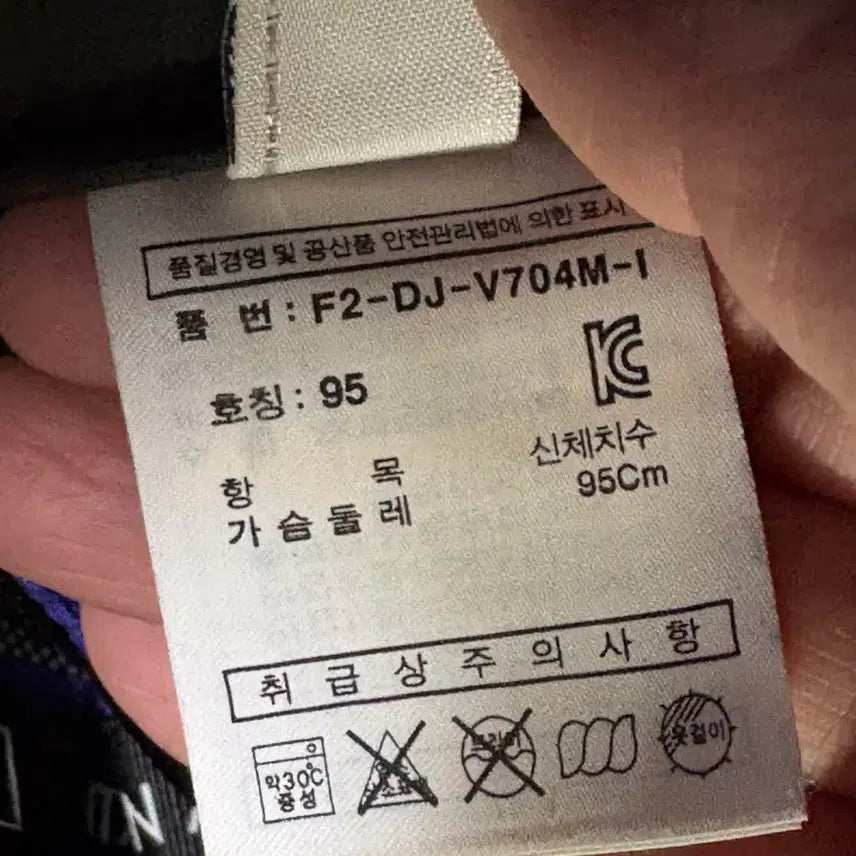 품질경영 및 공산품 안전관리법에 의한 표시
품 번 : F2-DJ-V704M-I
호칭 : 95
항 목 신체치수
가 슴 둘 레 95Cm
취 급 상 주 의 사 항
약30℃
중성
옷걸이